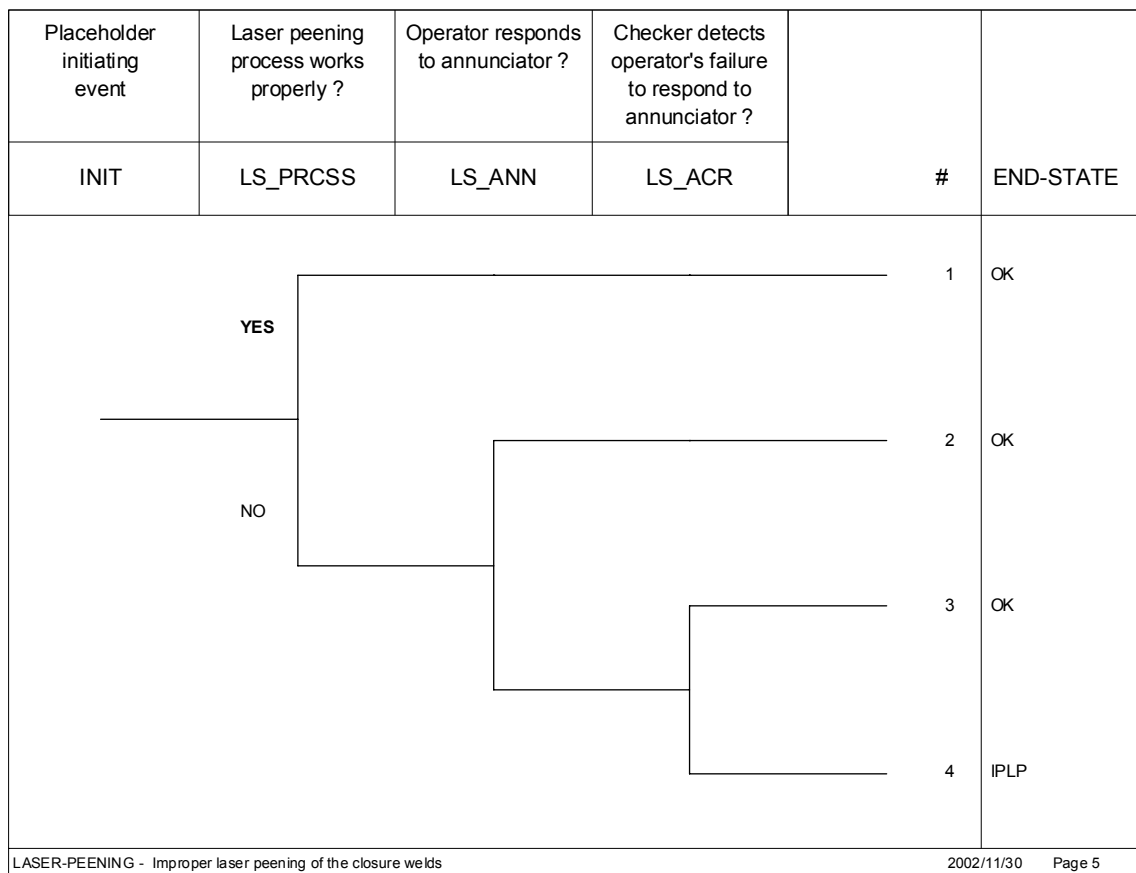 Placeholder
initiating
event
Laser peening
process works
properly ?
Operator responds
to annunciator ?
Checker detects
operator's failure
to respond to
annunciator ?
INIT
LS_PRCSS
LS_ANN
LS_ACR
#
END-STATE
1
OK
YES
2
OK
NO
3
OK
4
IPLP
LASER-PEENING - Improper laser peening of the closure welds
2002/11/30 Page 5